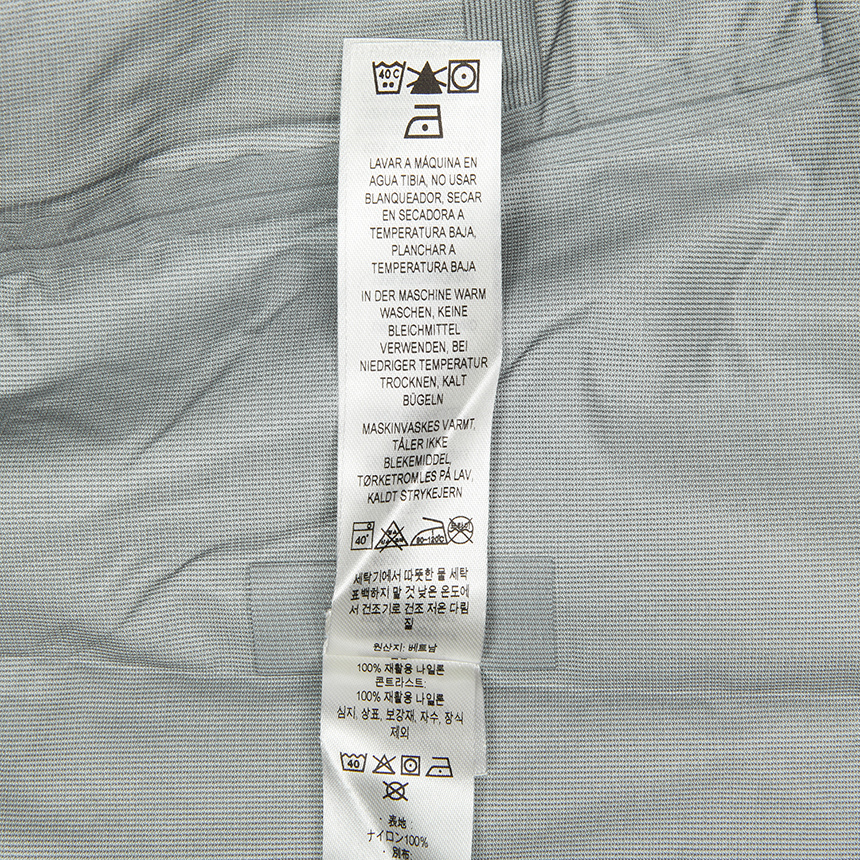 40 C
LAVAR A MÁQUINA EN
AGUA TIBIA, NO USAR
BLANQUEADOR, SECAR
EN SECADORA A
TEMPERATURA BAJA,
PLANCHAR A
TEMPERATURA BAJA
IN DER MASCHINE WARM
WASCHEN, KEINE
BLEICHMITTEL
VERWENDEN, BEI
NIEDRIGER TEMPERATUR
TROCKNEN, KALT
BÜGELN
MASKINVASKES VARMT,
TÅLER IKKE
BLEKEMIDDEL,
TØRKETROMLES PÅ LAV,
KALDT STRYKEJERN
40° 80-120℃
세탁기에서 따뜻한 물 세탁
표백하지 말 것 낮은 온도에
서 건조기로 건조 저온 다림
질
원산지: 베트남
100% 재활용 나일론
콘트라스트:
100% 재활용 나일론
심지, 상표, 보강재, 자수, 장식
제외
40
・表地:
ナイロン100%
・別布: